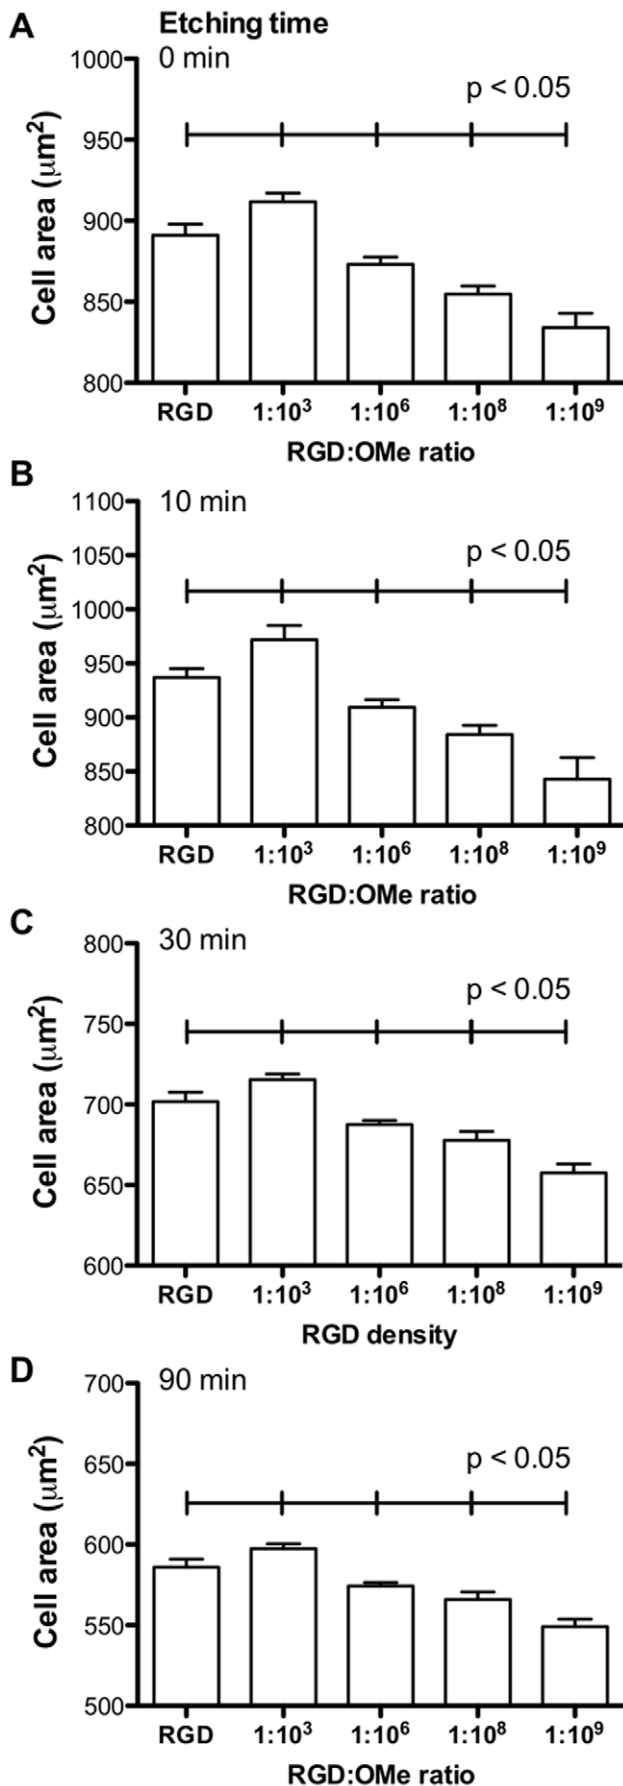 A
Etching time
0 min
p < 0.05
Cell area (μm²)
1000
950
900
850
800
RGD 1:10³ 1:10⁶ 1:10⁸ 1:10⁹
RGD:OMe ratio
B
10 min
p < 0.05
Cell area (μm²)
1100
1050
1000
950
900
850
800
RGD 1:10³ 1:10⁶ 1:10⁸ 1:10⁹
RGD:OMe ratio
C
30 min
p < 0.05
Cell area (μm²)
800
750
700
650
600
RGD 1:10³ 1:10⁶ 1:10⁸ 1:10⁹
RGD density
D
90 min
p < 0.05
Cell area (μm²)
700
650
600
550
500
RGD 1:10³ 1:10⁶ 1:10⁸ 1:10⁹
RGD:OMe ratio